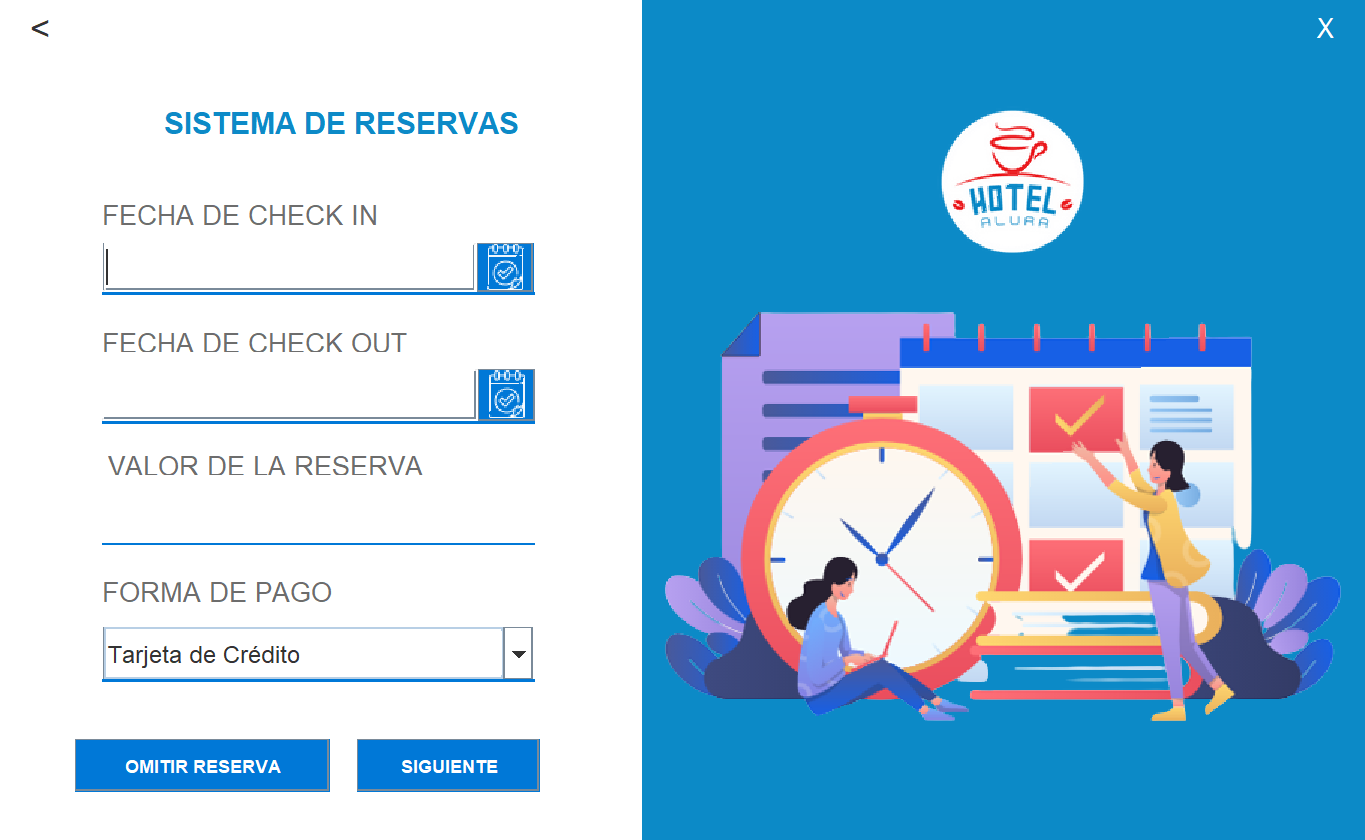 <
X
SISTEMA DE RESERVAS
FECHA DE CHECK IN
FECHA DE CHECK OUT
VALOR DE LA RESERVA
FORMA DE PAGO
Tarjeta de Crédito
OMITIR RESERVA
SIGUIENTE
HOTEL
ALURA